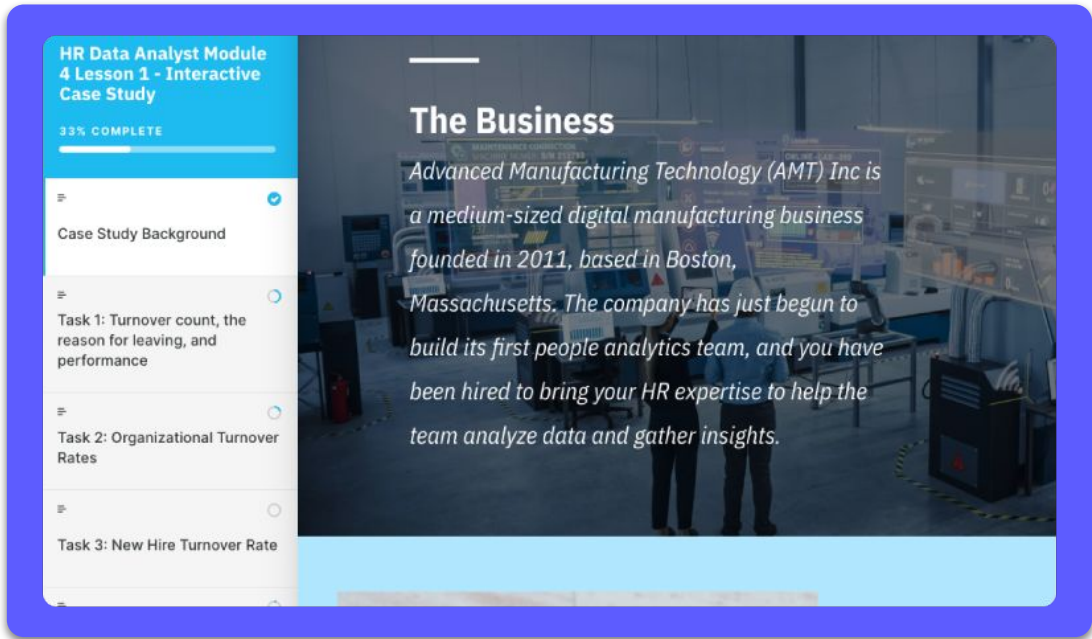 HR Data Analyst Module
4 Lesson 1 - Interactive
Case Study
33% COMPLETE
Case Study Background
Task 1: Turnover count, the
reason for leaving, and
performance
Task 2: Organizational Turnover
Rates
Task 3: New Hire Turnover Rate
The Business
MAINTENANCE CONNECTION
Advanced Manufacturing Technology (AMT) Inc is
a medium-sized digital manufacturing business
founded in 2011, based in Boston,
Massachusetts. The company has just begun to
build its first people analytics team, and you have
been hired to bring your HR expertise to help the
team analyze data and gather insights.